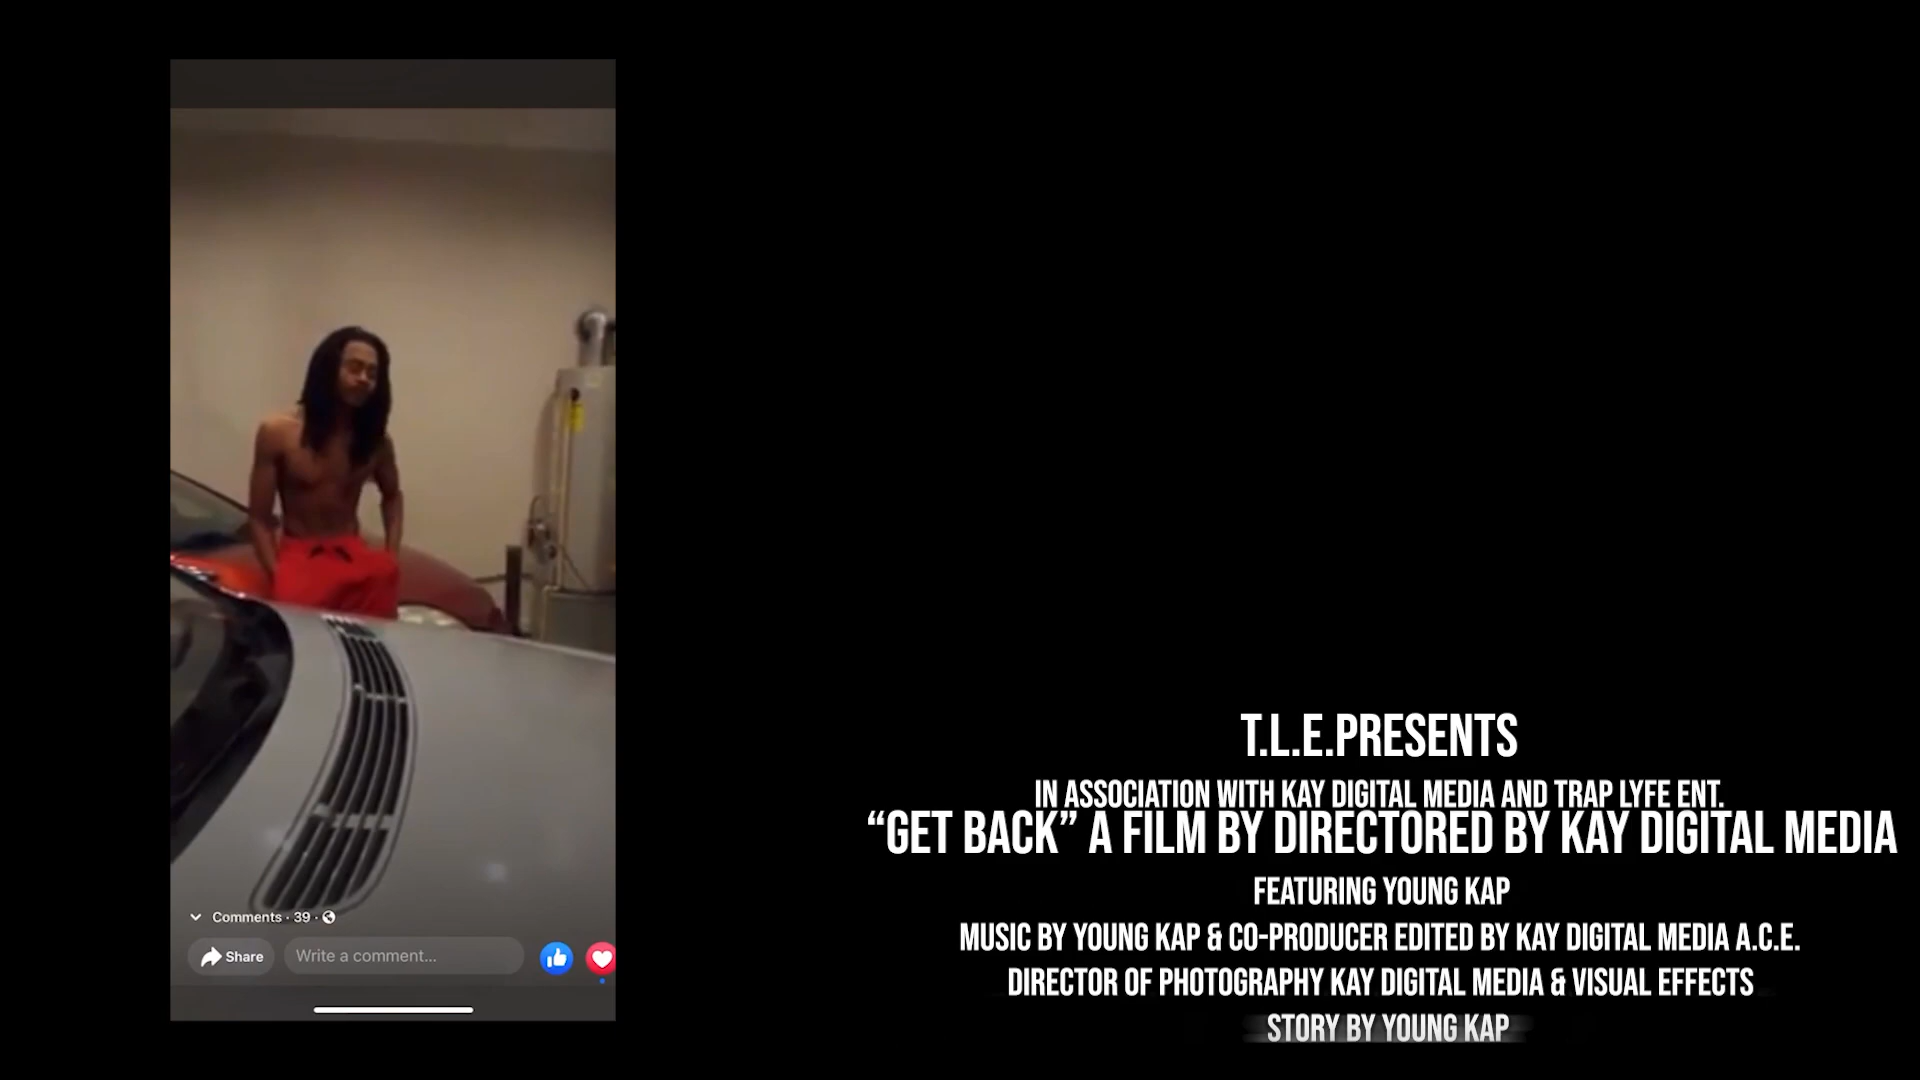 Comments · 39 ·
Share
Write a comment...
T.L.E.PRESENTS
IN ASSOCIATION WITH KAY DIGITAL MEDIA AND TRAP LYFE ENT.
“GET BACK” A FILM BY DIRECTORED BY KAY DIGITAL MEDIA
FEATURING YOUNG KAP
MUSIC BY YOUNG KAP & CO-PRODUCER EDITED BY KAY DIGITAL MEDIA A.C.E.
DIRECTOR OF PHOTOGRAPHY KAY DIGITAL MEDIA & VISUAL EFFECTS
STORY BY YOUNG KAP